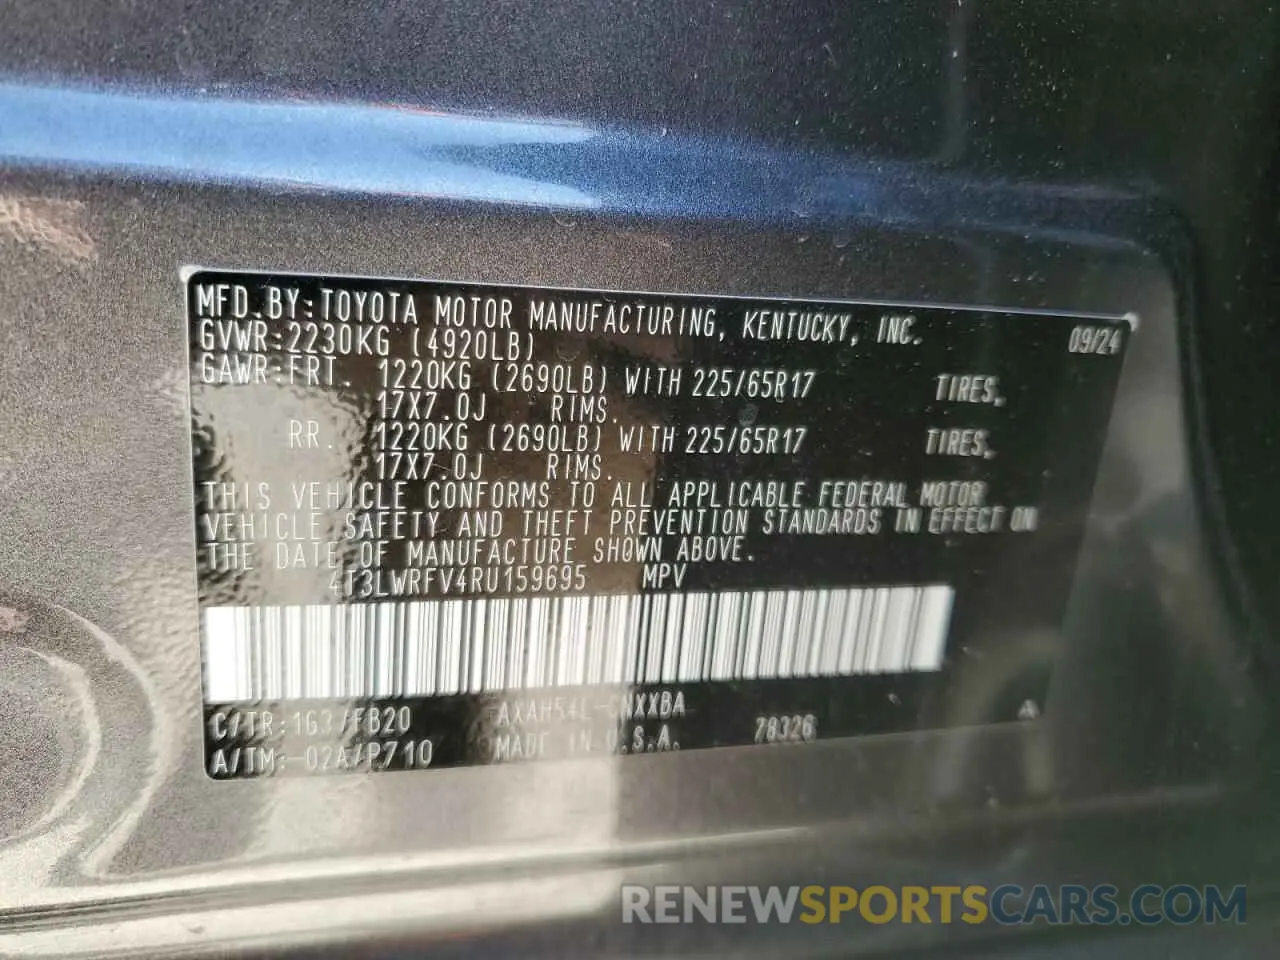 MFD.BY:TOYOTA MOTOR MANUFACTURING, KENTUCKY, INC. 09/24
GVWR:2230KG (4920LB)
GAWR:FRT. 1220KG (2690LB) WITH 225/65R17 TIRES,
17X7.0J RIMS.
RR. 1220KG (2690LB) WITH 225/65R17 TIRES,
17X7.0J RIMS.
THIS VEHICLE CONFORMS TO ALL APPLICABLE FEDERAL MOTOR
VEHICLE SAFETY AND THEFT PREVENTION STANDARDS IN EFFECT ON
THE DATE OF MANUFACTURE SHOWN ABOVE.
4T3LWRFV4RU159695 MPV
C/TR:1G3/FB20 AXAH54L-CNXXBA
A/TM:-02A/P710 MADE IN U.S.A. 78326 A
RENEWSPORTSCARS.COM